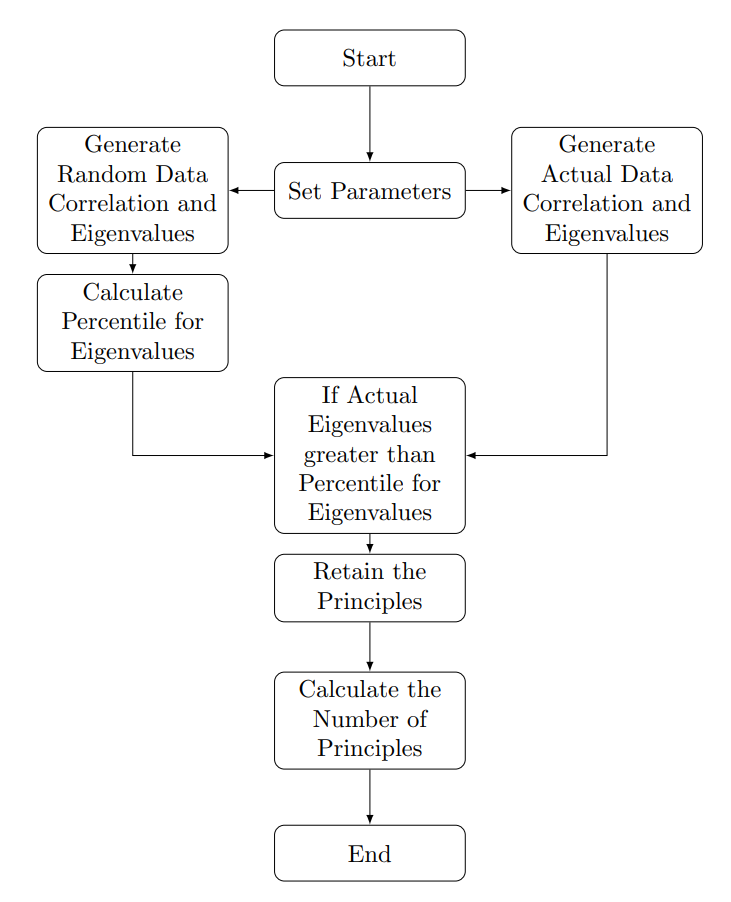 Start
Set Parameters
Generate
Random Data
Correlation and
Eigenvalues
Generate
Actual Data
Correlation and
Eigenvalues
Calculate
Percentile for
Eigenvalues
If Actual
Eigenvalues
greater than
Percentile for
Eigenvalues
Retain the
Principles
Calculate the
Number of
Principles
End